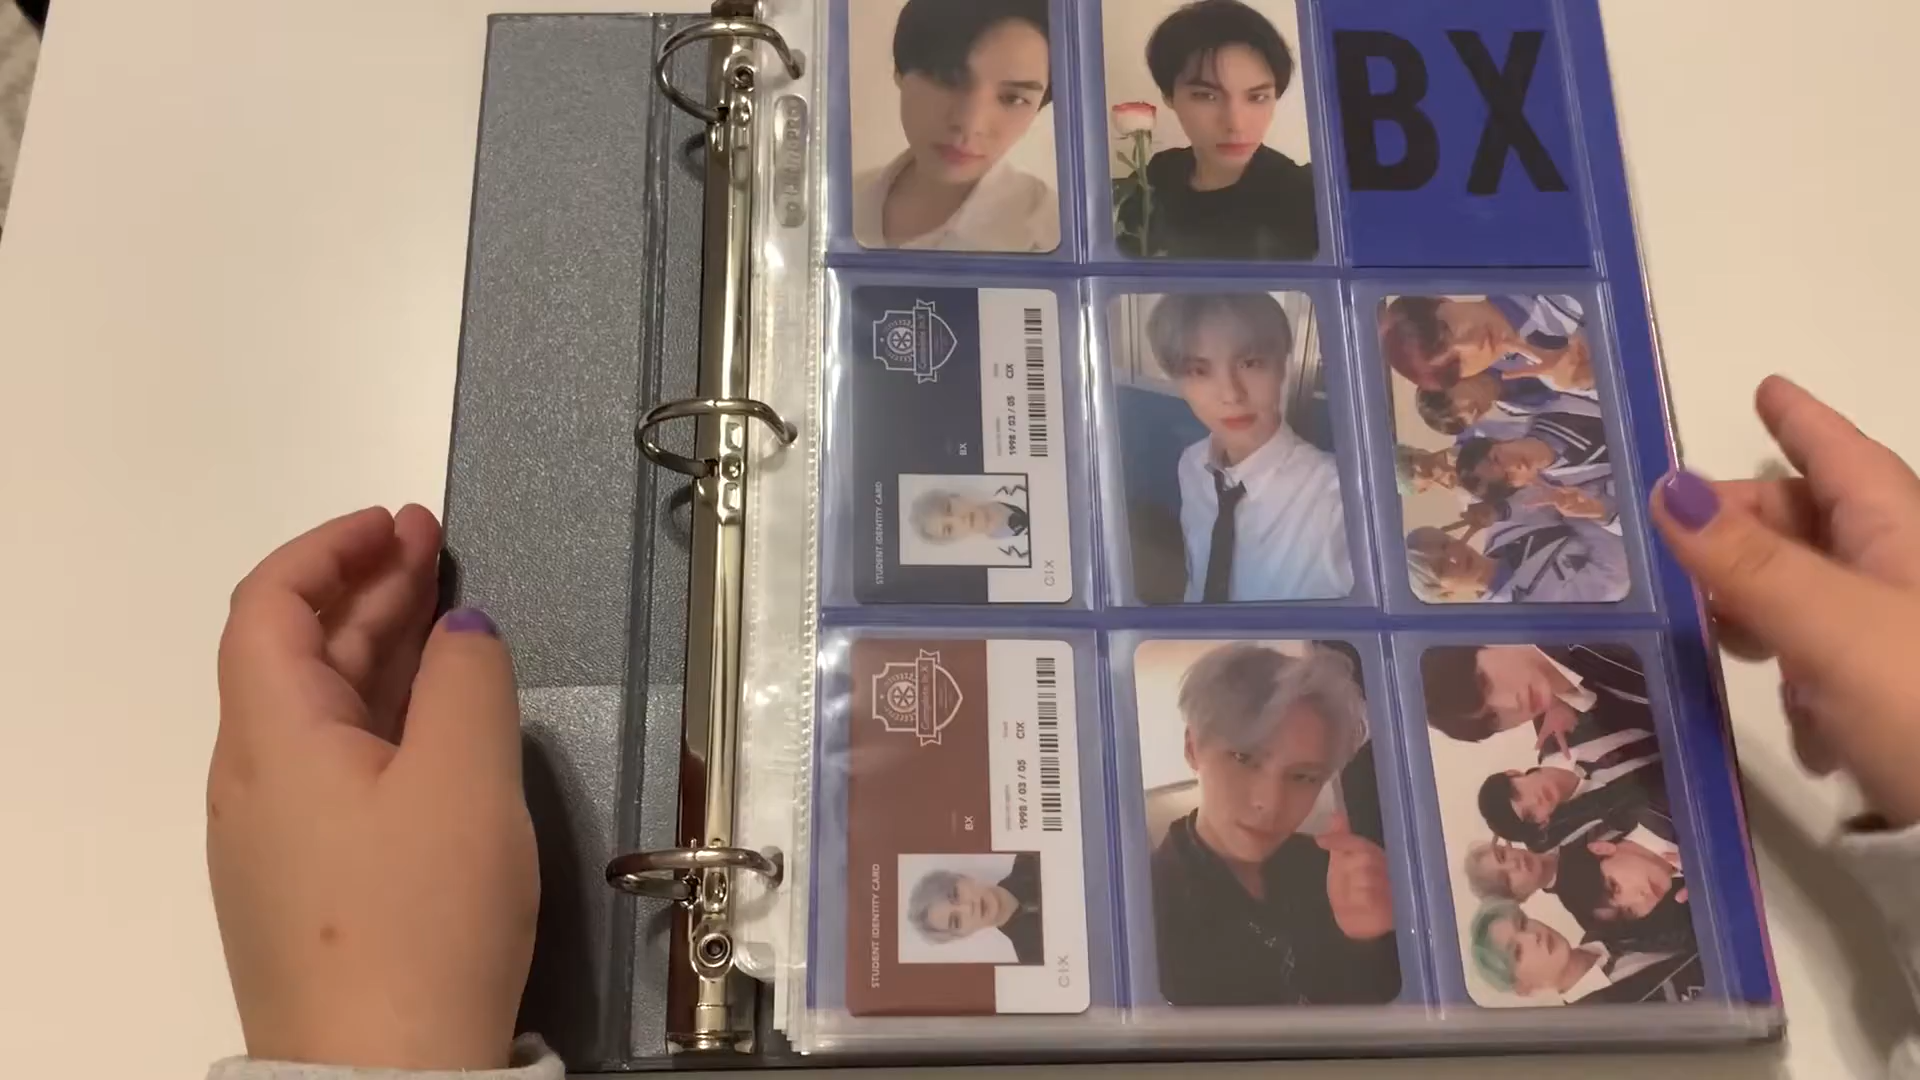 BX
CIX
1998 / 03 / 05
BX
STUDENT IDENTITY CARD
CIX
CIX
1998 / 03 / 05
BX
STUDENT IDENTITY CARD
CIX